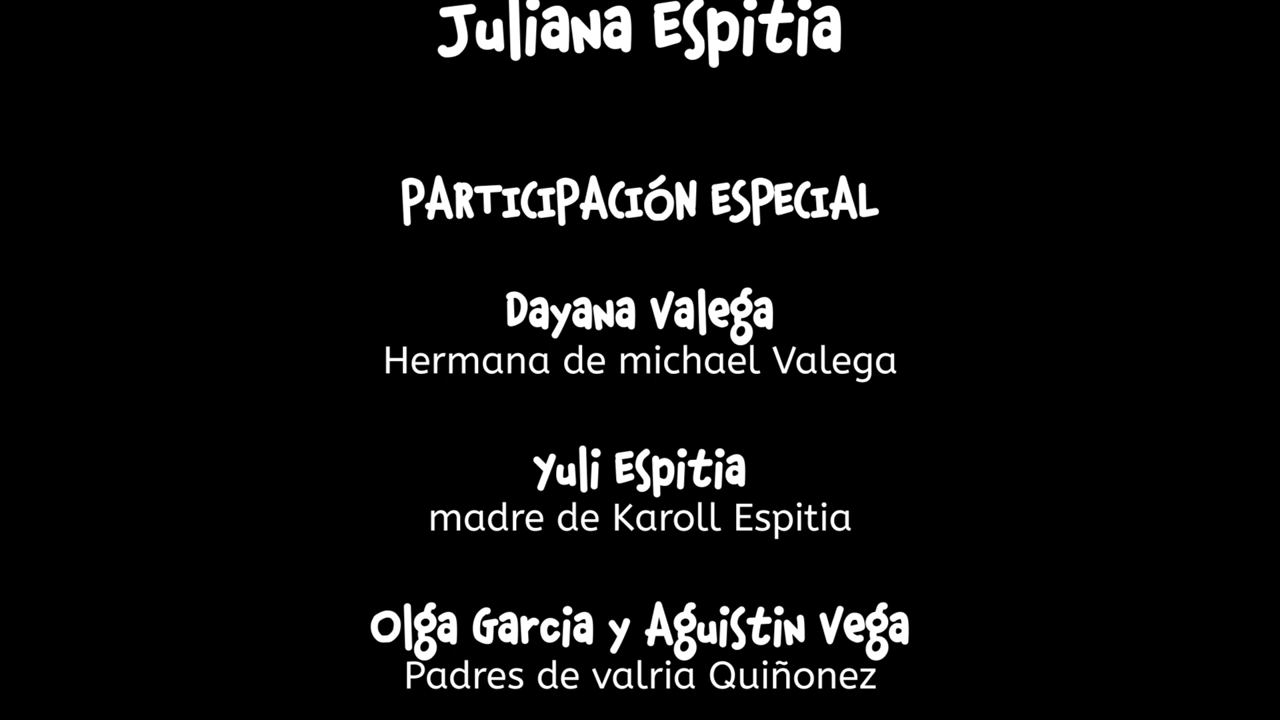 Juliana Espitia
PARTICIPACIÓN ESPECIAL
Dayana Valega
Hermana de michael Valega
Yuli Espitia
madre de Karoll Espitia
Olga Garcia y Aguistin Vega
Padres de valria Quiñonez